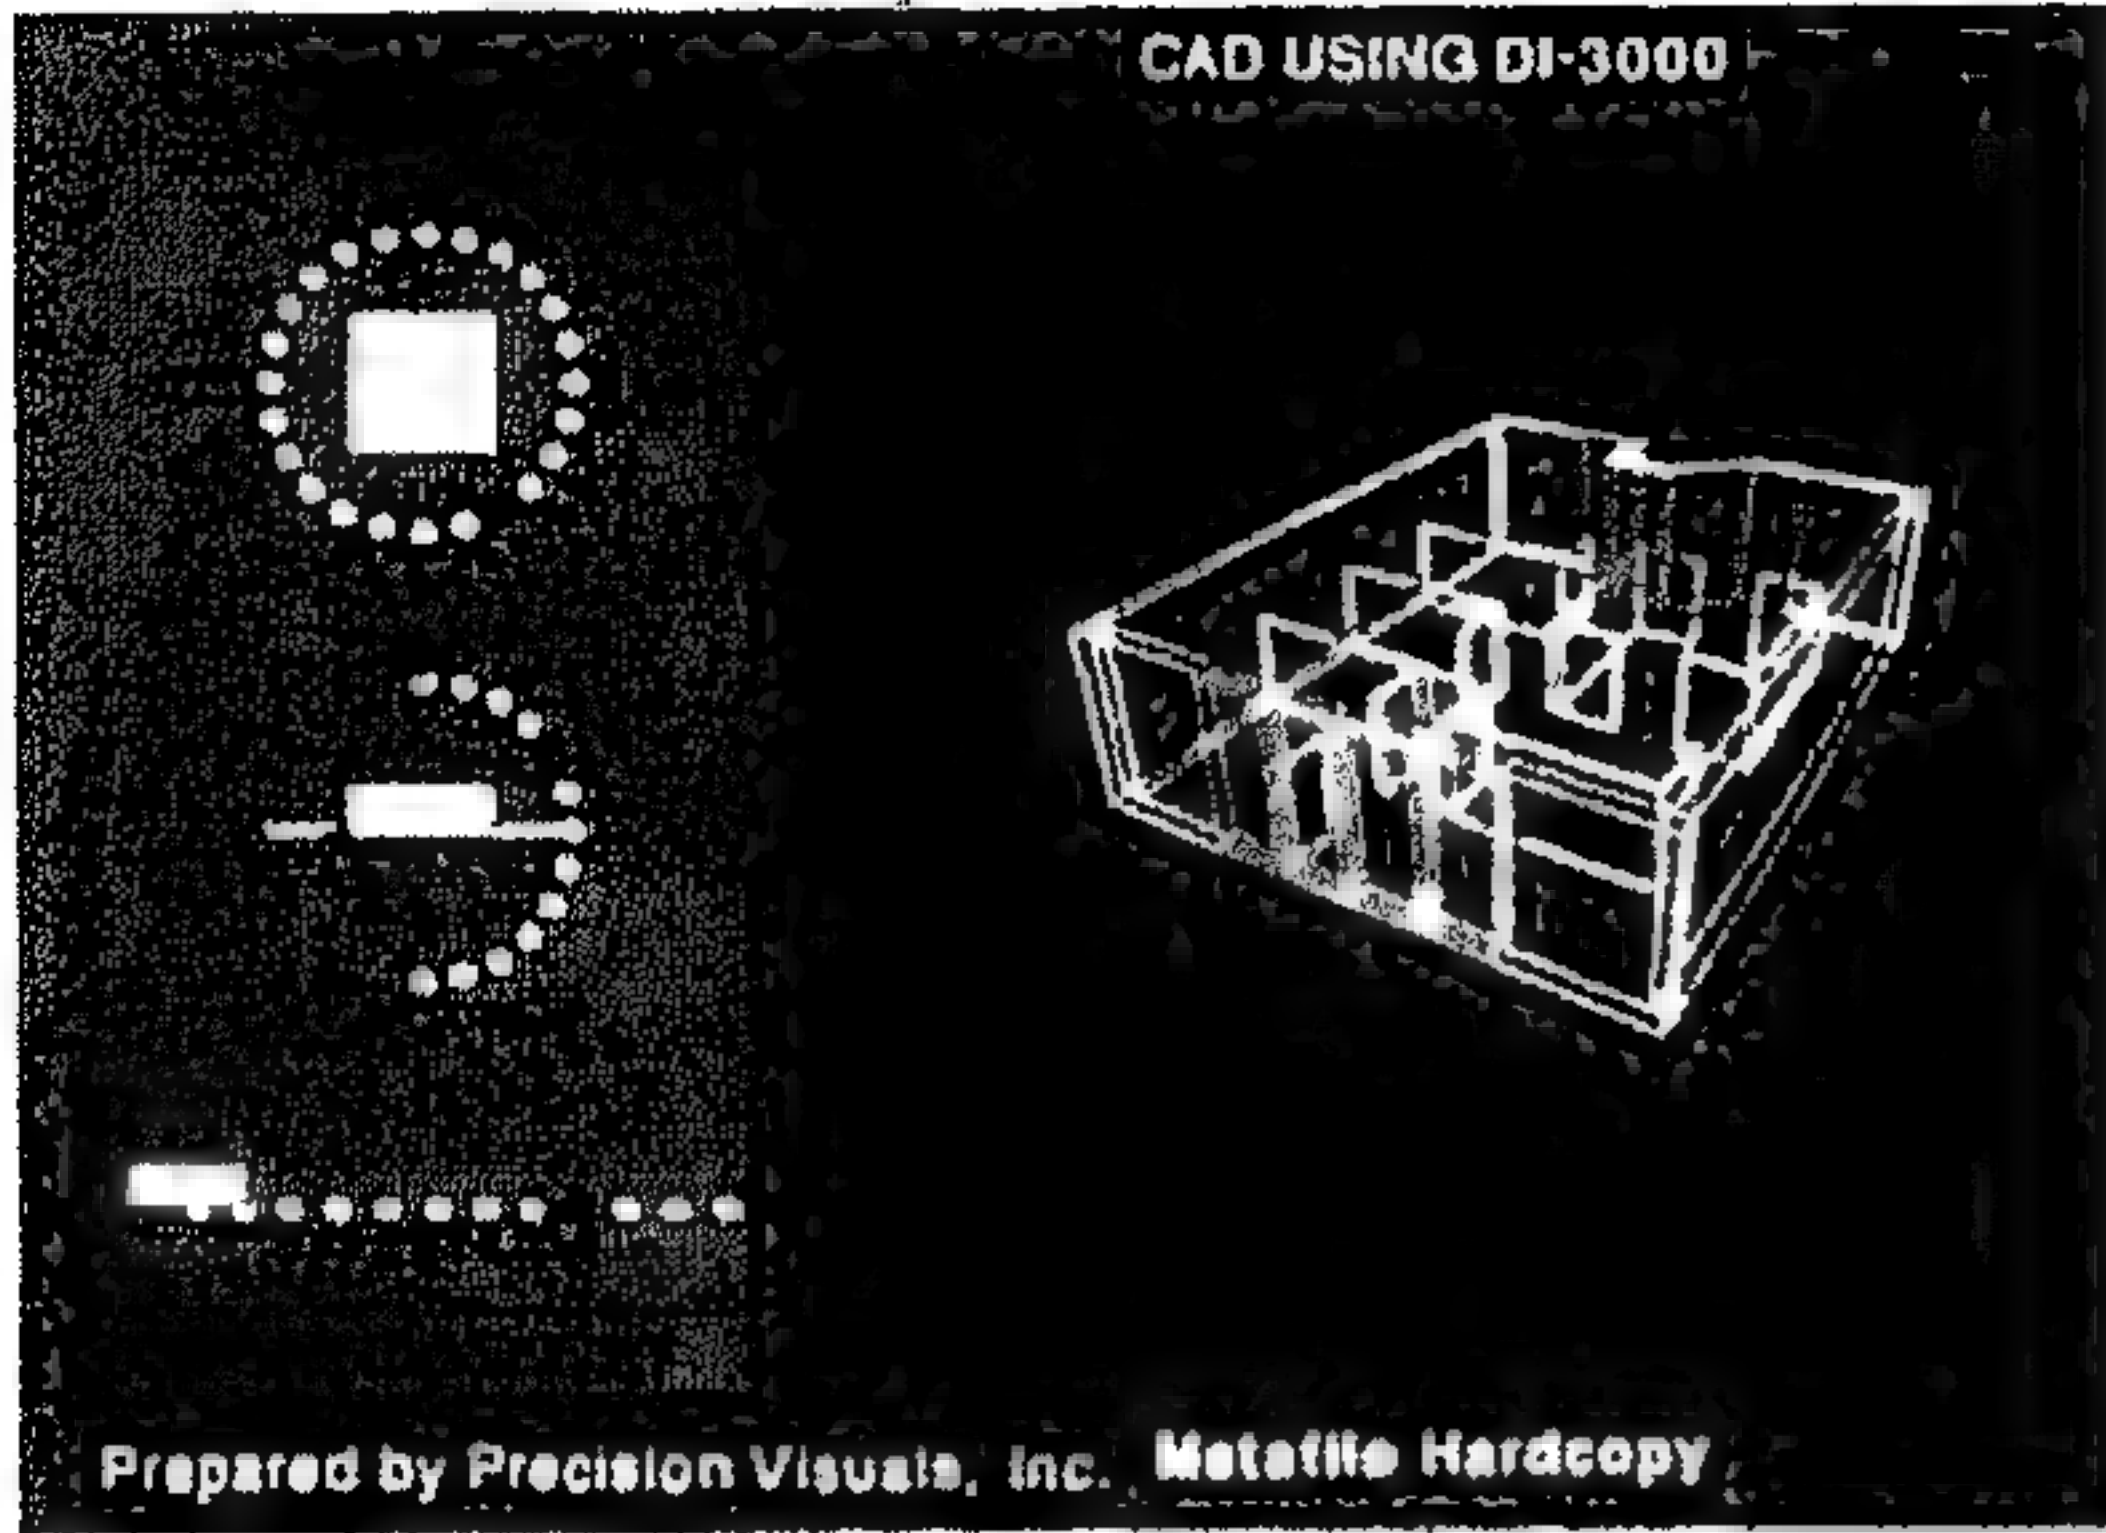 CAD USING DI-3000
Prepared by Precision Visuals, Inc.
Metafile Hardcopy